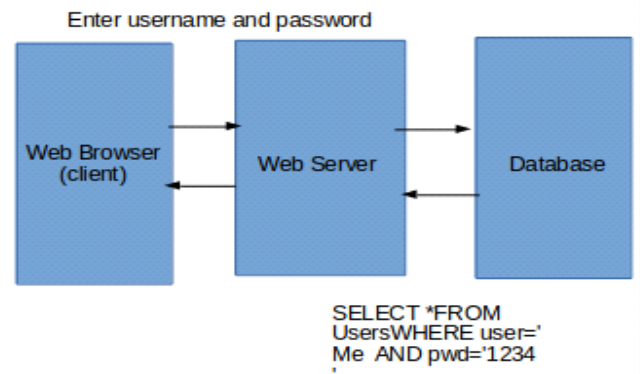 Enter username and password
Web Browser
(client)
Web Server
Database
SELECT *FROM
UsersWHERE user='
Me  AND pwd='1234
'